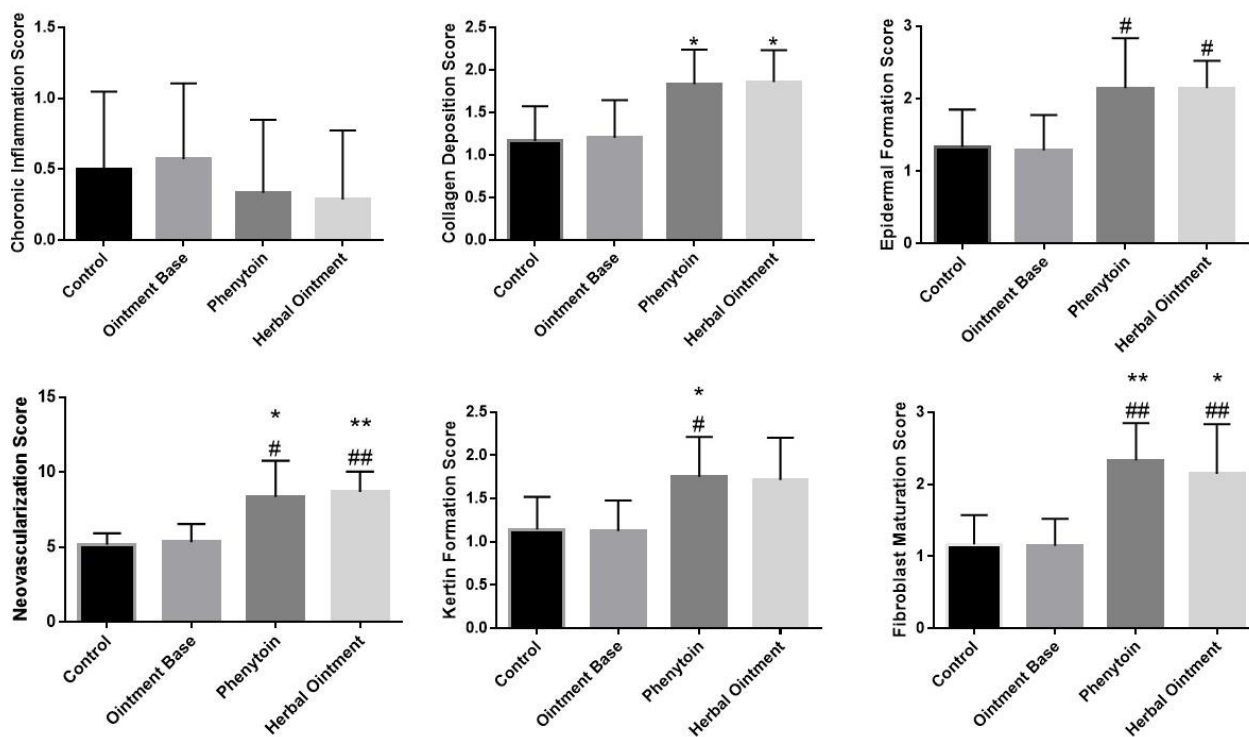 Choronic Inflammation Score
1.5
1.0
0.5
0.0
Control
Ointment Base
Phenytoin
Herbal Ointment
Collagen Deposition Score
2.5
2.0
1.5
1.0
0.5
0.0
*
*
Control
Ointment Base
Phenytoin
Herbal Ointment
Epidermal Formation Score
3
2
1
0
#
#
Control
Ointment Base
Phenytoin
Herbal Ointment
Neovascularization Score
15
10
5
0
* **
# ##
Control
Ointment Base
Phenytoin
Herbal Ointment
Kertin Formation Score
2.5
2.0
1.5
1.0
0.5
0.0
*
#
Control
Ointment Base
Phenytoin
Herbal Ointment
Fibroblast Maturation Score
3
2
1
0
** *
## ##
Control
Ointment Base
Phenytoin
Herbal Ointment